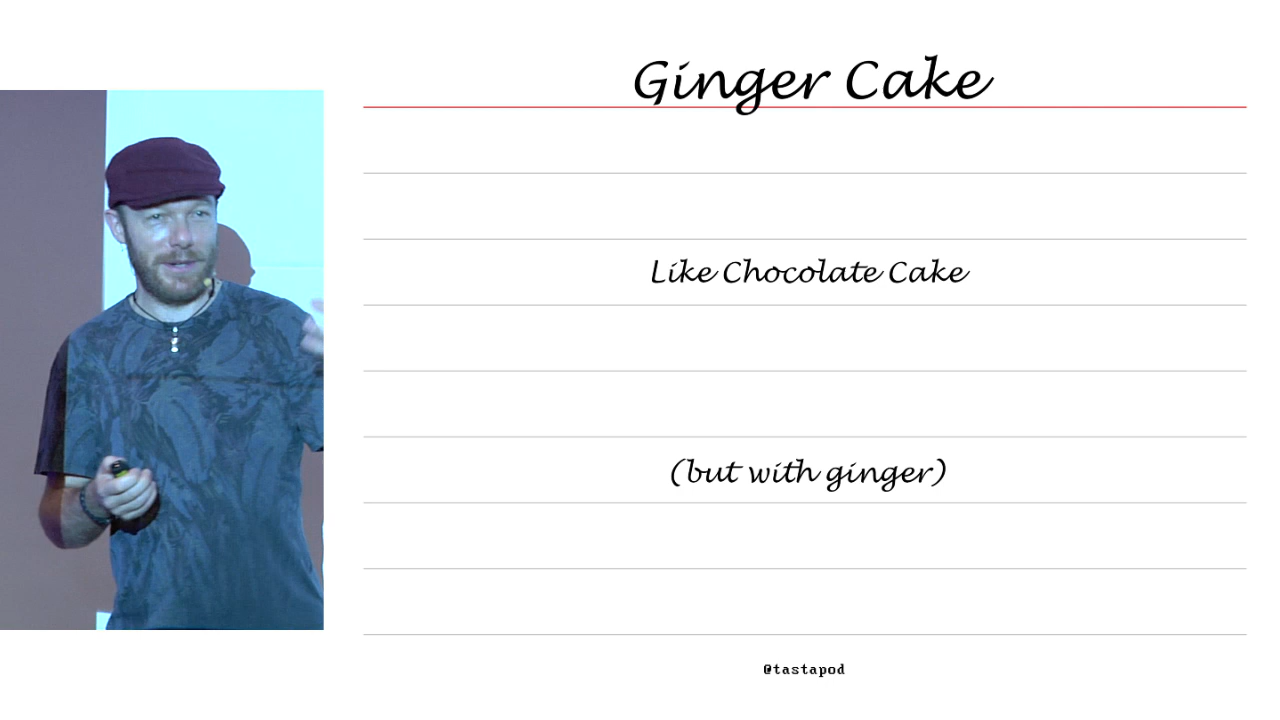 Ginger Cake
Like Chocolate Cake
(but with ginger)
@tastapod